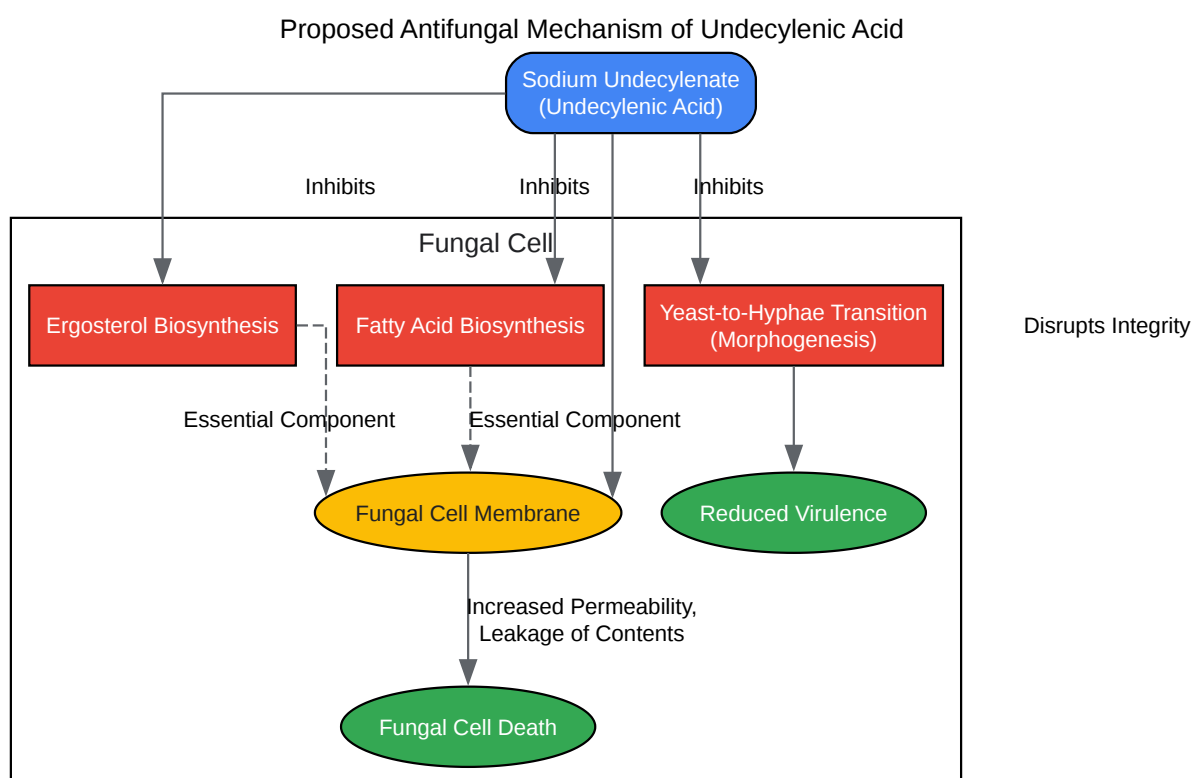 Proposed Antifungal Mechanism of Undecylenic Acid
Sodium Undecylenate
(Undecylenic Acid)
Inhibits
Inhibits
Inhibits
Fungal Cell
Ergosterol Biosynthesis
Fatty Acid Biosynthesis
Yeast-to-Hyphae Transition
(Morphogenesis)
Disrupts Integrity
Essential Component
Essential Component
Fungal Cell Membrane
Reduced Virulence
Increased Permeability,
Leakage of Contents
Fungal Cell Death